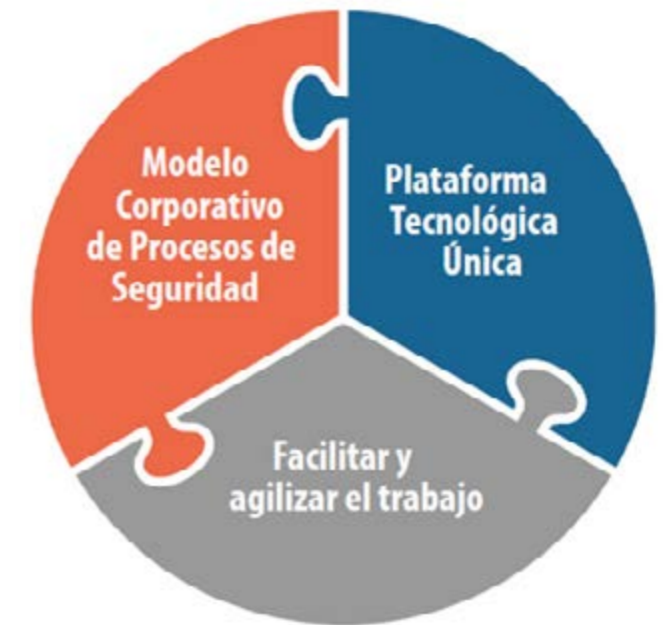 Modelo
Corporativo
de Procesos de
Seguridad
Plataforma
Tecnológica
Única
Facilitar y
agilizar el trabajo